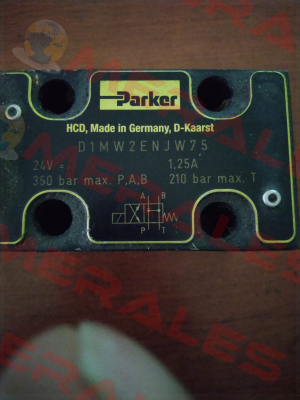 Parker
HCD, Made in Germany, D-Kaarst
D1MW2ENJW75
24V = 1,25A
350 bar max. P,A,B 210 bar max. T
A B
P T